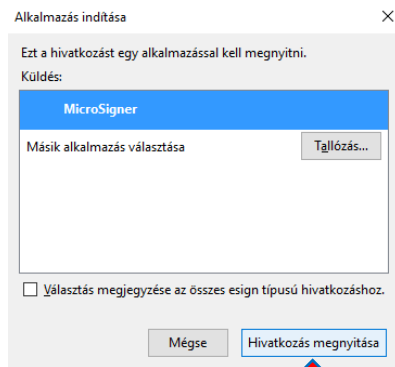 Alkalmazás indítása
Ezt a hivatkozást egy alkalmazással kell megnyitni.
Küldés:
MicroSigner
Másik alkalmazás választása
Tallózás...
Választás megjegyzése az összes esign típusú hivatkozáshoz.
Mégse
Hivatkozás megnyitása